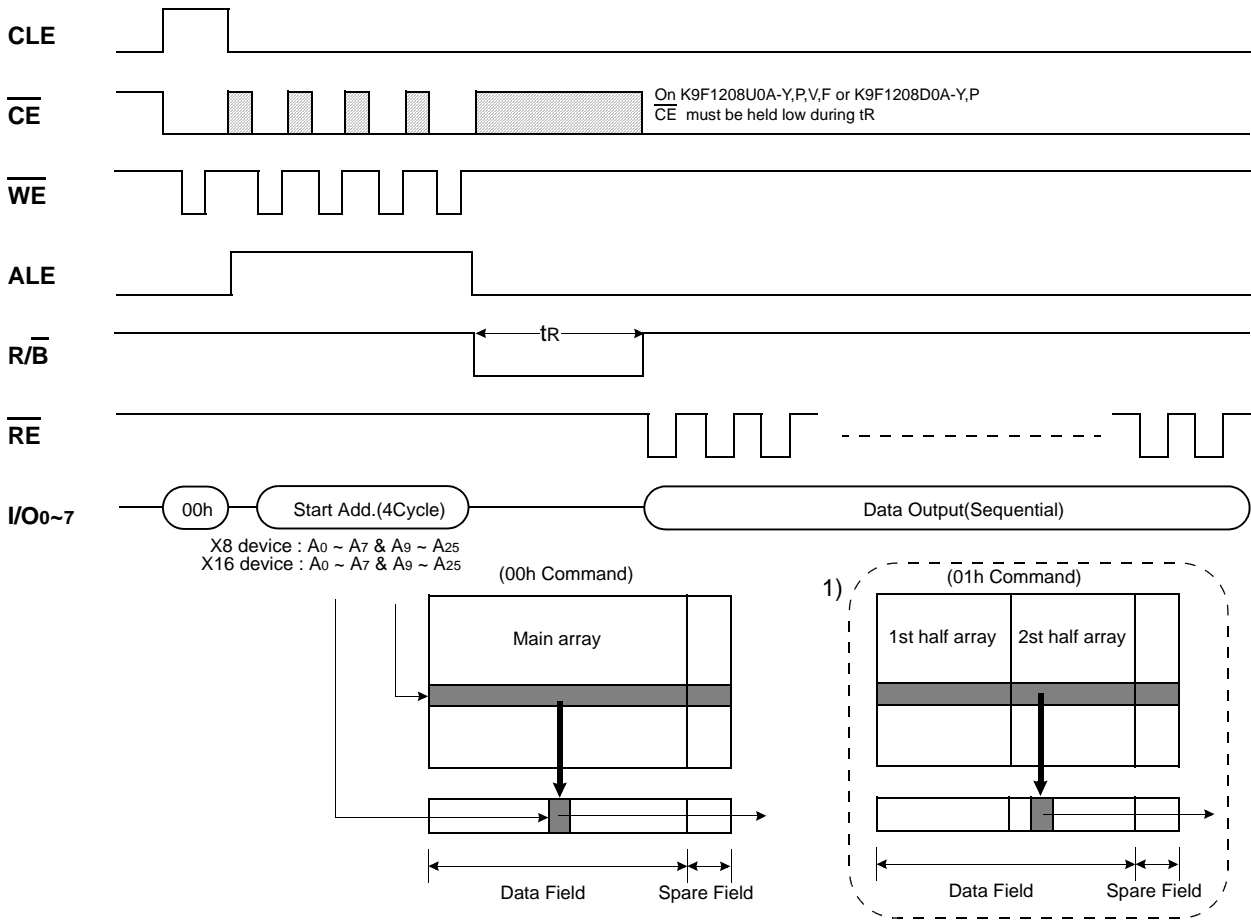 CLE
CE
On K9F1208U0A-Y,P,V,F or K9F1208D0A-Y,P
CE must be held low during tR
WE
ALE
R/B
tR
RE
I/O0~7
00h
Start Add.(4Cycle)
Data Output(Sequential)
X8 device : A0 ~ A7 & A9 ~ A25
X16 device : A0 ~ A7 & A9 ~ A25
(00h Command)
Main array
Data Field
Spare Field
1)
(01h Command)
1st half array
2st half array
Data Field
Spare Field